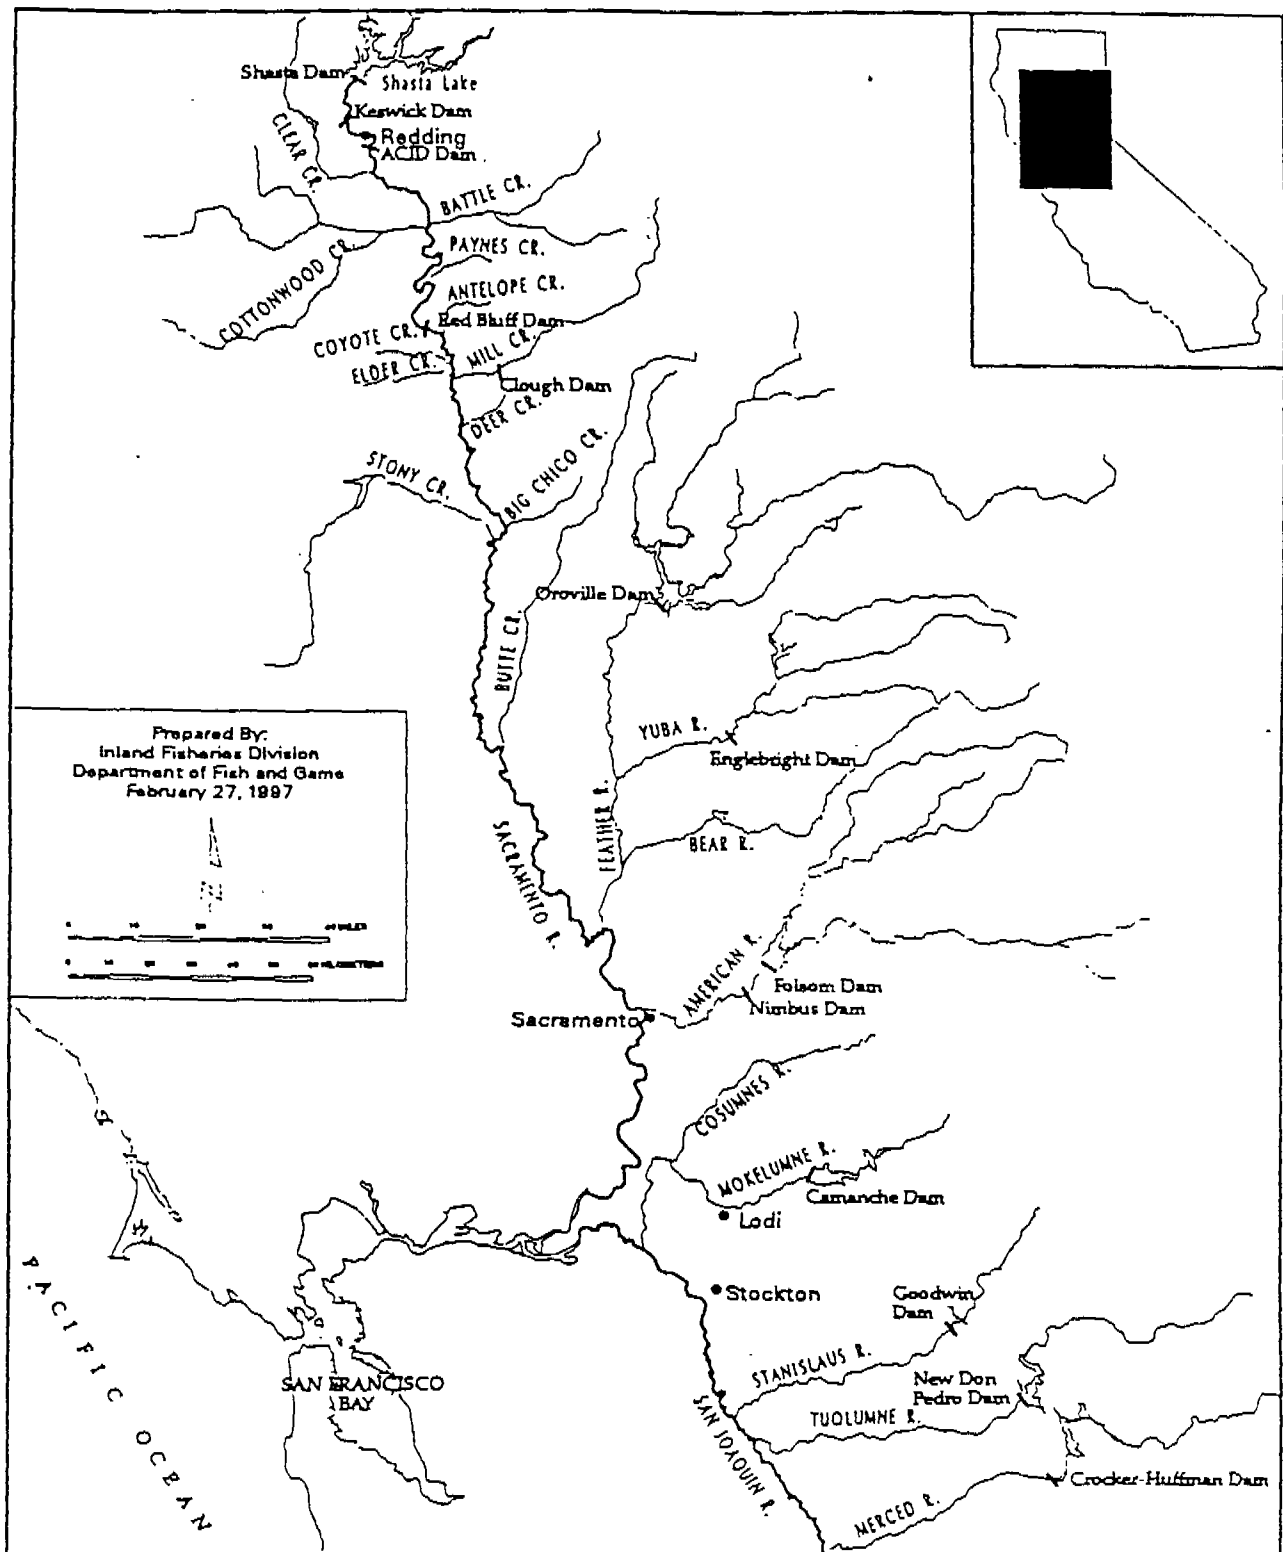 Shasta Dam
Shasta Lake
Keswick Dam
Redding
ACID Dam
CLEAR CR.
BATTLE CR.
PAYNES CR.
COTTONWOOD CR.
ANTELOPE CR.
Red Bluff Dam
COYOTE CR.
MILL CR.
ELDER CR.
Clough Dam
DEER CR.
BIG CHICO CR.
STONY CR.
Oroville Dam
BUTTE CR.
YUBA R.
Englebright Dam
FEATHER R.
BEAR R.
SACRAMENTO R.
Prepared By:
Inland Fisheries Division
Department of Fish and Game
February 27, 1997
MILES
KILOMETERS
AMERICAN R.
Folsom Dam
Nimbus Dam
Sacramento
COSUMNES R.
MOKELUMNE R.
Camanche Dam
Lodi
Stockton
Goodwin
Dam
STANISLAUS R.
New Don
Pedro Dam
TUOLUMNE R.
SAN JOAQUIN R.
Crocker-Huffman Dam
MERCED R.
SAN FRANCISCO
BAY
PACIFIC OCEAN